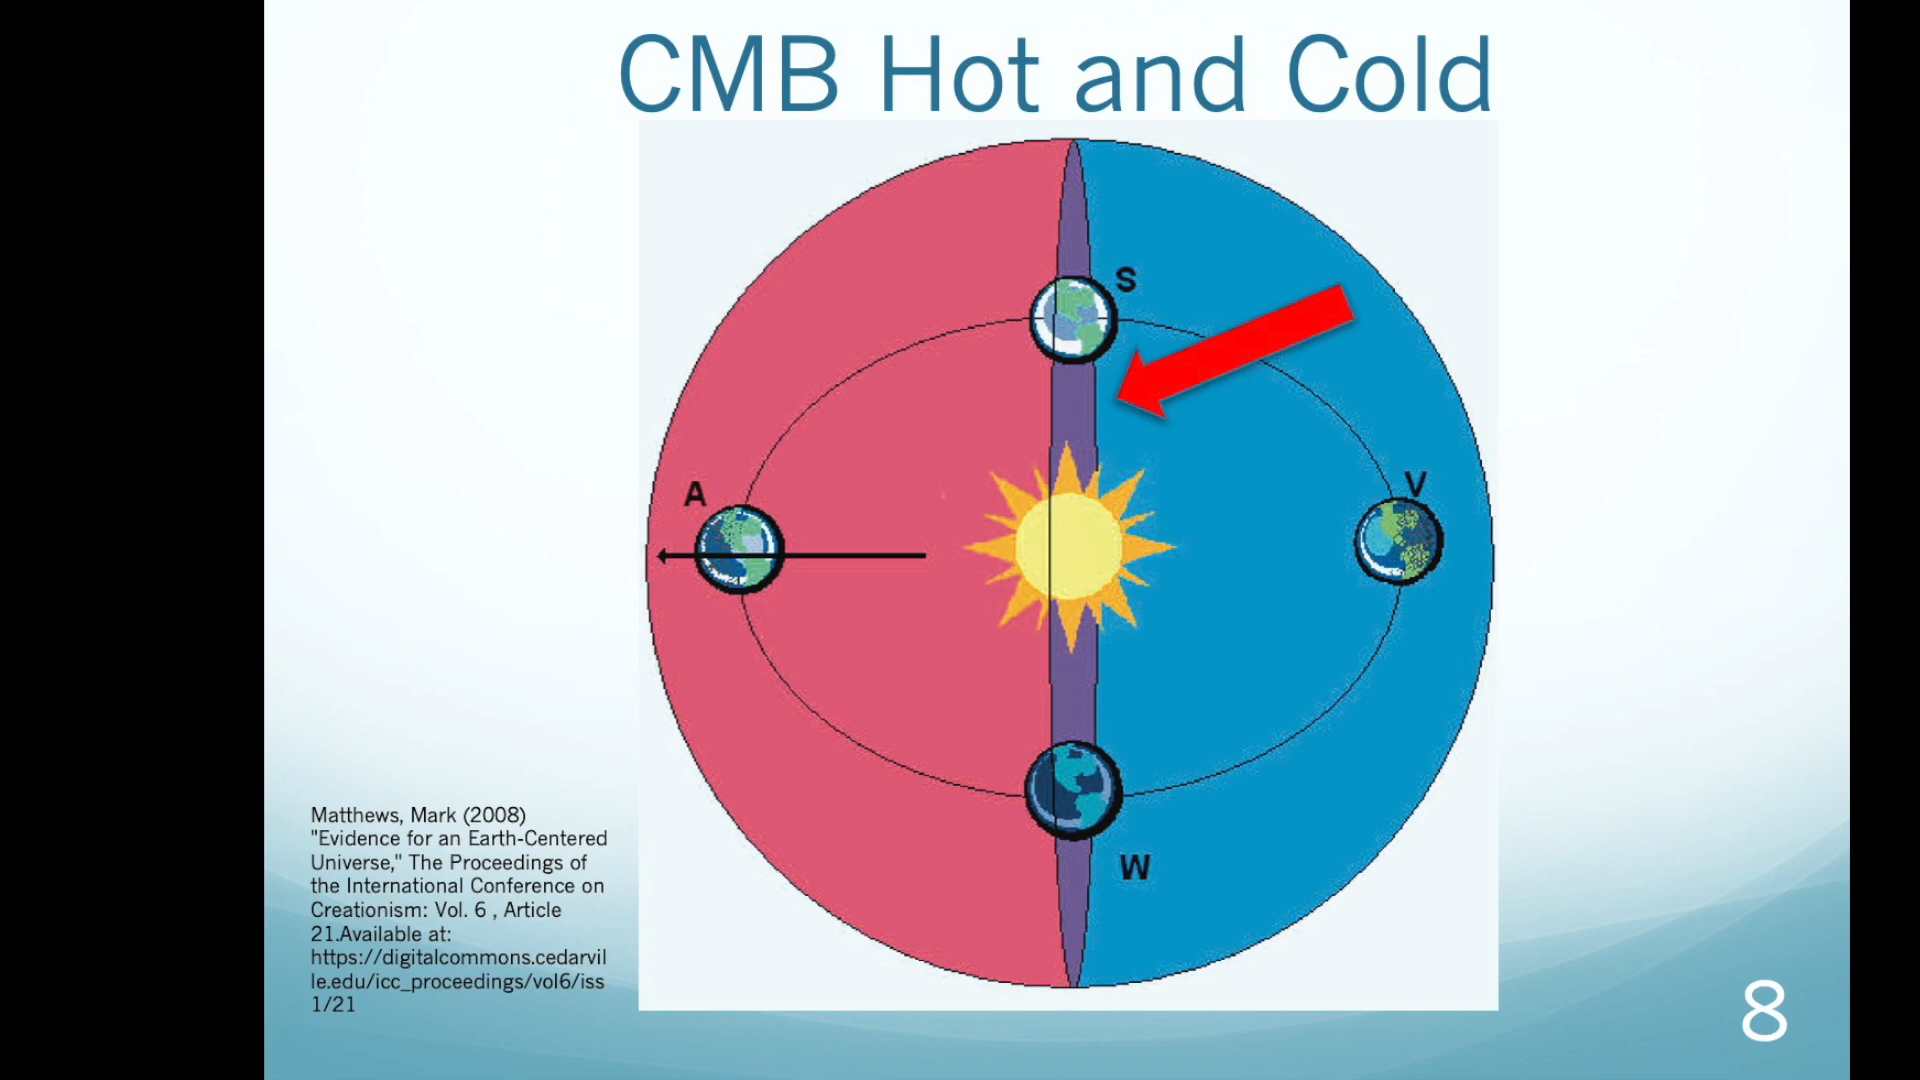 CMB Hot and Cold
S
A
V
W
Matthews, Mark (2008)
"Evidence for an Earth-Centered
Universe," The Proceedings of
the International Conference on
Creationism: Vol. 6 , Article
21.Available at:
https://digitalcommons.cedarvil
le.edu/icc_proceedings/vol6/iss
1/21
8